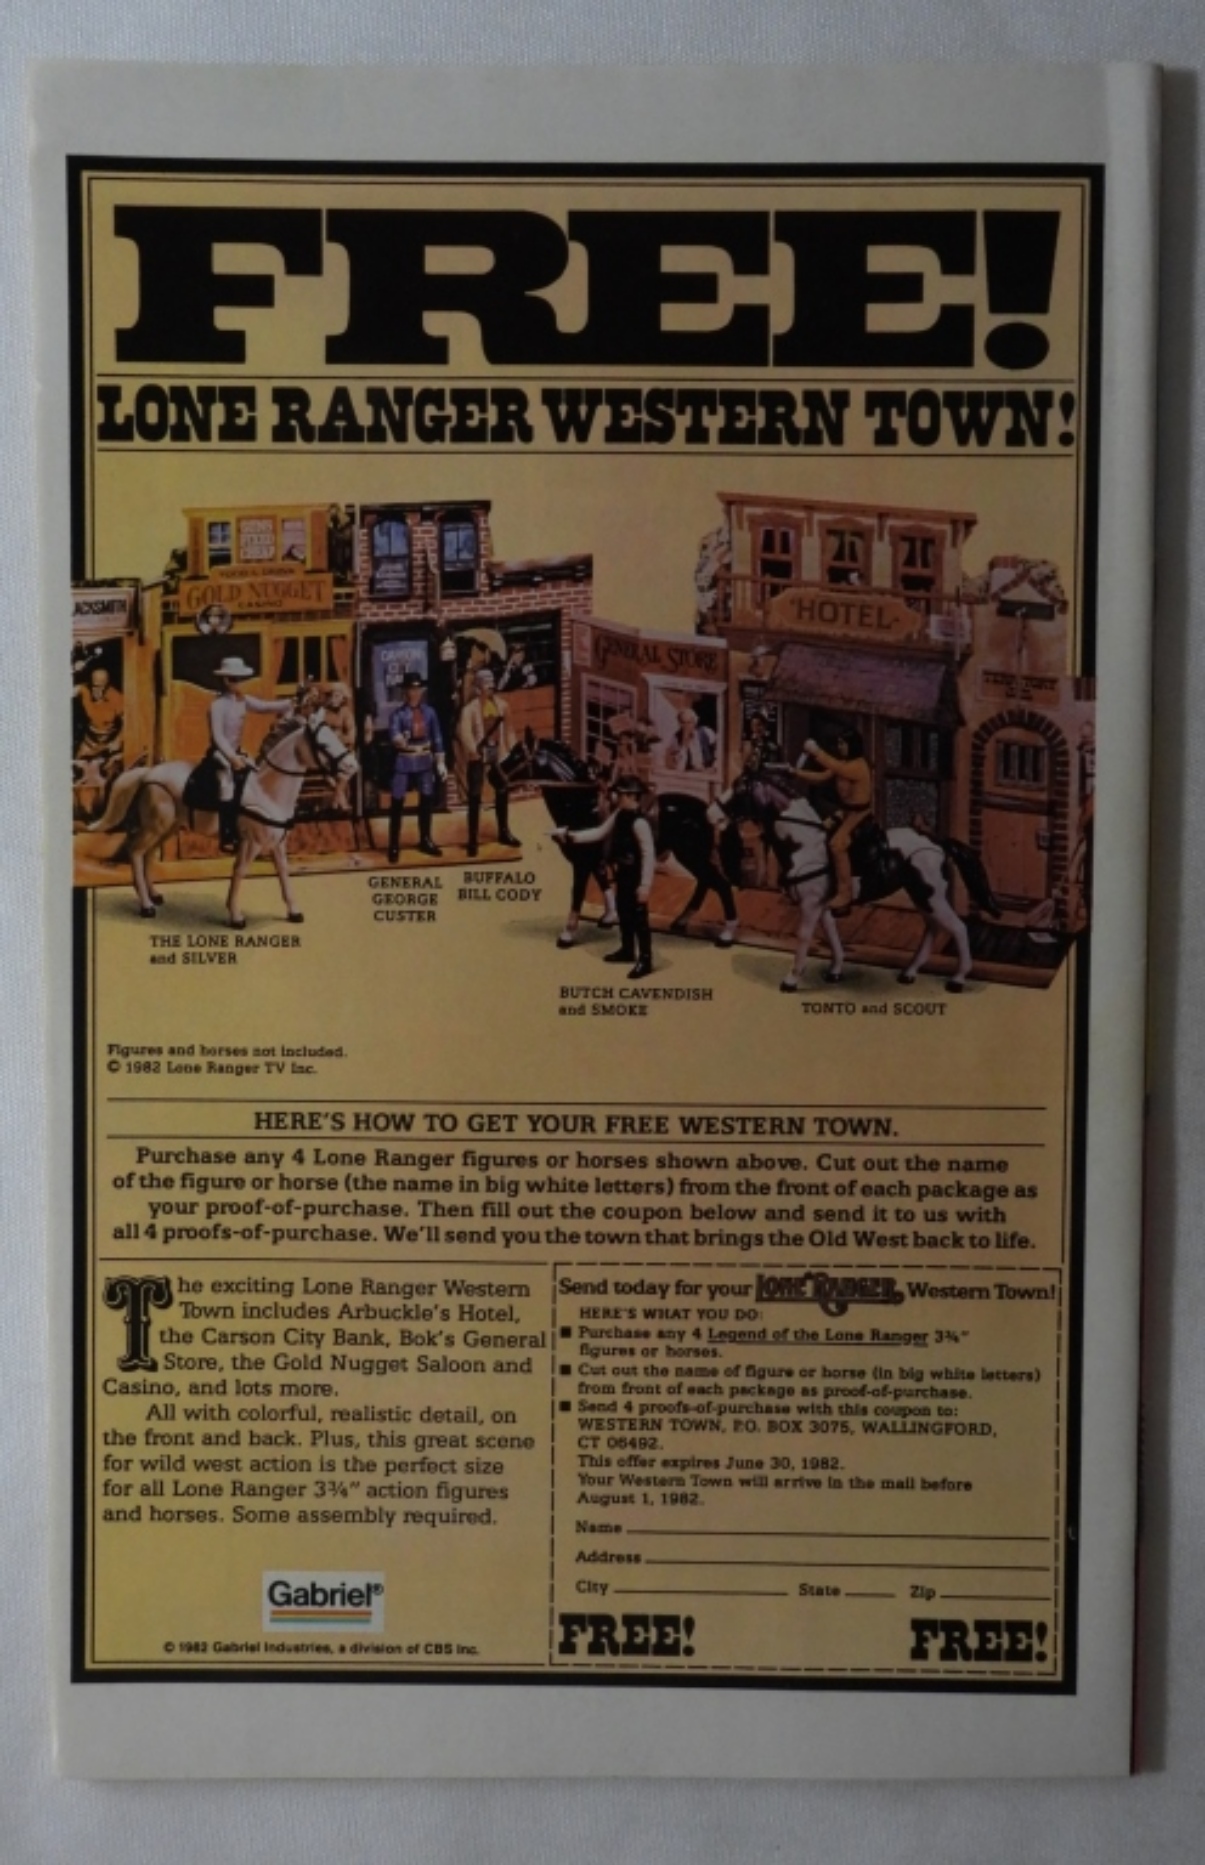 FREE!
LONE RANGER WESTERN TOWN!
GOLD NUGGET
CASINO
HOTEL
GENERAL STORE
GENERAL
GEORGE
CUSTER
BUFFALO
BILL CODY
THE LONE RANGER
and SILVER
BUTCH CAVENDISH
and SMOKE
TONTO and SCOUT
Figures and horses not included.
© 1982 Lone Ranger TV Inc.
HERE'S HOW TO GET YOUR FREE WESTERN TOWN.
Purchase any 4 Lone Ranger figures or horses shown above. Cut out the name
of the figure or horse (the name in big white letters) from the front of each package as
your proof-of-purchase. Then fill out the coupon below and send it to us with
all 4 proofs-of-purchase. We'll send you the town that brings the Old West back to life.
The exciting Lone Ranger Western
Town includes Arbuckle's Hotel,
the Carson City Bank, Bok's General
Store, the Gold Nugget Saloon and
Casino, and lots more.
All with colorful, realistic detail, on
the front and back. Plus, this great scene
for wild west action is the perfect size
for all Lone Ranger 3¾" action figures
and horses. Some assembly required.
Gabriel®
© 1982 Gabriel Industries, a division of CBS Inc.
Send today for your LONE RANGER Western Town!
HERE'S WHAT YOU DO:
■ Purchase any 4 Legend of the Lone Ranger 3¾"
figures or horses.
■ Cut out the name of figure or horse (in big white letters)
from front of each package as proof-of-purchase.
■ Send 4 proofs-of-purchase with this coupon to:
WESTERN TOWN, P.O. BOX 3075, WALLINGFORD,
CT 06492.
This offer expires June 30, 1982.
Your Western Town will arrive in the mail before
August 1, 1982.
Name
Address
City State Zip
FREE! FREE!